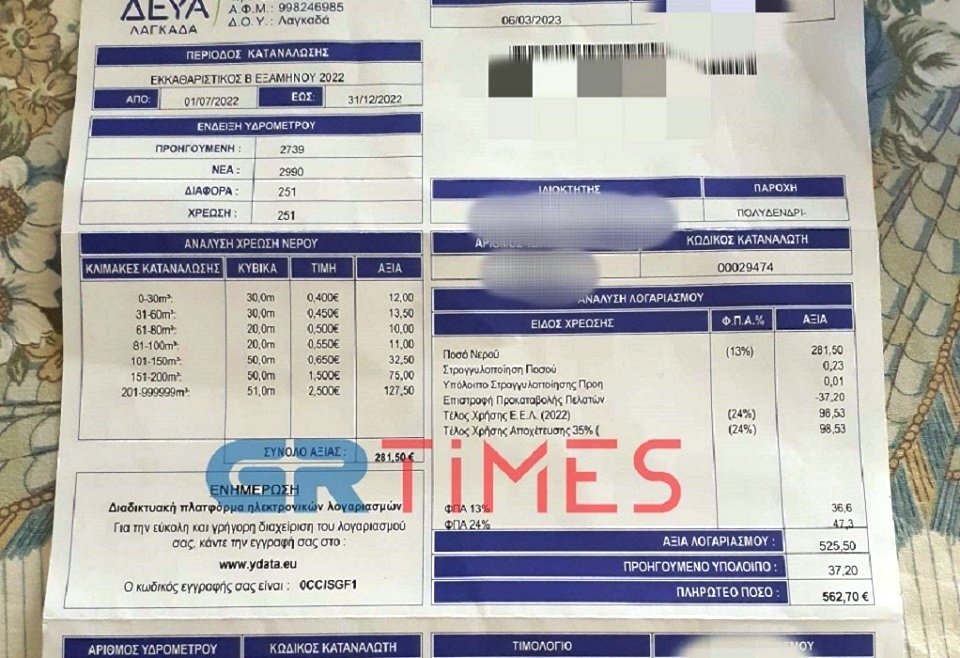 ΔΕΥΑ
ΛΑΓΚΑΔΑ
Α.Φ.Μ.: 998246985
Δ.Ο.Υ.: Λαγκαδά
06/03/2023
ΠΕΡΙΟΔΟΣ ΚΑΤΑΝΑΛΩΣΗΣ
ΕΚΚΑΘΑΡΙΣΤΙΚΟΣ Β ΕΞΑΜΗΝΟΥ 2022
ΑΠΟ: 01/07/2022 ΕΩΣ: 31/12/2022
ΕΝΔΕΙΞΗ ΥΔΡΟΜΕΤΡΟΥ
ΠΡΟΗΓΟΥΜΕΝΗ : 2739
ΝΕΑ : 2990
ΔΙΑΦΟΡΑ : 251
ΧΡΕΩΣΗ : 251
ΙΔΙΟΚΤΗΤΗΣ ΠΑΡΟΧΗ
ΠΟΛΥΔΕΝΔΡΙ-
ΚΩΔΙΚΟΣ ΚΑΤΑΝΑΛΩΤΗ
00029474
ΑΝΑΛΥΣΗ ΧΡΕΩΣΗ ΝΕΡΟΥ
ΚΛΙΜΑΚΕΣ ΚΑΤΑΝΑΛΩΣΗΣ ΚΥΒΙΚΑ ΤΙΜΗ ΑΞΙΑ
0-30m³: 30,0m 0,400€ 12,00
31-60m³: 30,0m 0,450€ 13,50
61-80m³: 20,0m 0,500€ 10,00
81-100m³: 20,0m 0,550€ 11,00
101-150m³: 50,0m 0,650€ 32,50
151-200m³: 50,0m 1,500€ 75,00
201-999999m³: 51,0m 2,500€ 127,50
ΣΥΝΟΛΟ ΑΞΙΑΣ : 281,50 €
ΑΝΑΛΥΣΗ ΛΟΓΑΡΙΑΣΜΟΥ
ΕΙΔΟΣ ΧΡΕΩΣΗΣ Φ.Π.Α.% ΑΞΙΑ
Ποσό Νερού (13%) 281,50
Στρογγυλοποίηση Ποσού 0,23
Υπόλοιπο Στρογγυλοποίησης Προη 0,01
Επιστροφή Προκαταβολής Πελατών -37,20
Τέλος Χρήσης Ε.Ε.Λ. (2022) (24%) 98,53
Τέλος Χρήσης Αποχέτευσης 35% ( (24%) 98,53
ΦΠΑ 13% 36,6
ΦΠΑ 24% 47,3
ΑΞΙΑ ΛΟΓΑΡΙΑΣΜΟΥ : 525,50
ΠΡΟΗΓΟΥΜΕΝΟ ΥΠΟΛΟΙΠΟ : 37,20
ΠΛΗΡΩΤΕΟ ΠΟΣΟ : 562,70 €
GRTiMES
ΕΝΗΜΕΡΩΣΗ
Διαδικτυακή πλατφόρμα ηλεκτρονικών λογαριασμών
Για την εύκολη και γρήγορη διαχείριση του λογαριασμού
σας, κάντε την εγγραφή σας στο :
www.ydata.eu
Ο κωδικός εγγραφής σας είναι : 0CCISGF1
ΑΡΙΘΜΟΣ ΥΔΡΟΜΕΤΡΟΥ ΚΩΔΙΚΟΣ ΚΑΤΑΝΑΛΩΤΗ ΤΙΜΟΛΟΓΙΟ